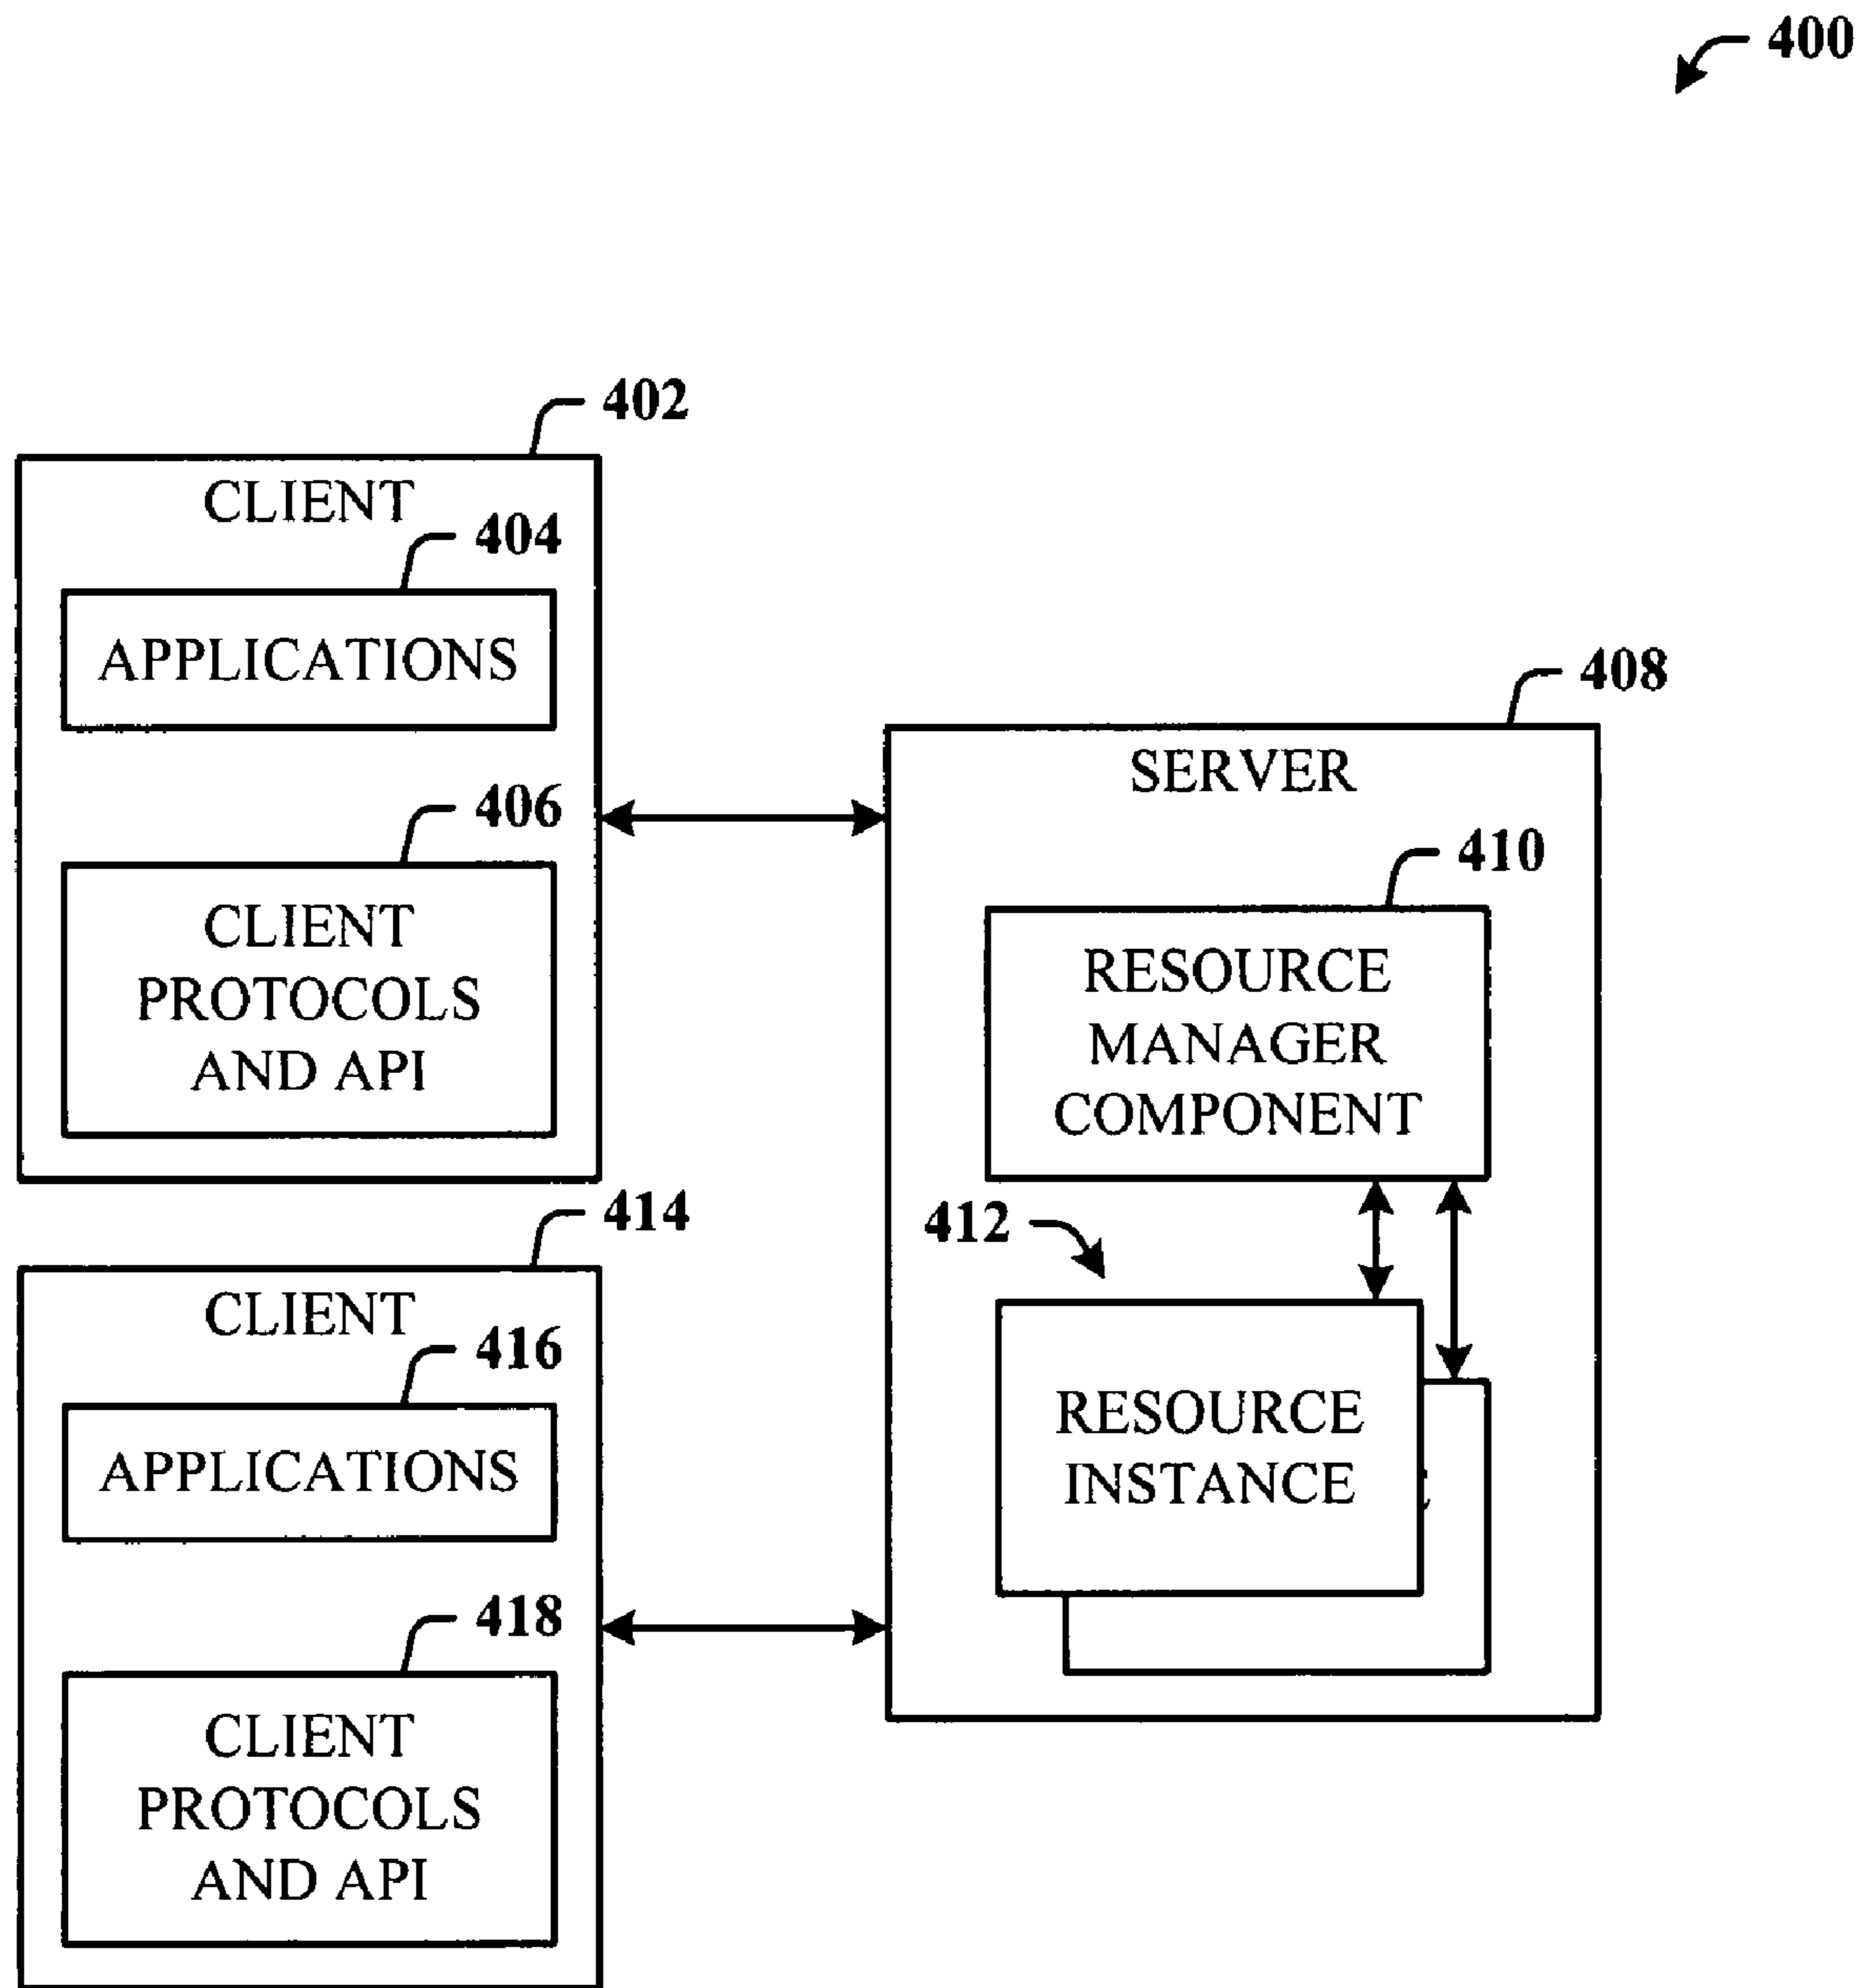 400
402
CLIENT
404
APPLICATIONS
406
CLIENT
PROTOCOLS
AND API
408
SERVER
410
RESOURCE
MANAGER
COMPONENT
412
RESOURCE
INSTANCE
414
CLIENT
416
APPLICATIONS
418
CLIENT
PROTOCOLS
AND API